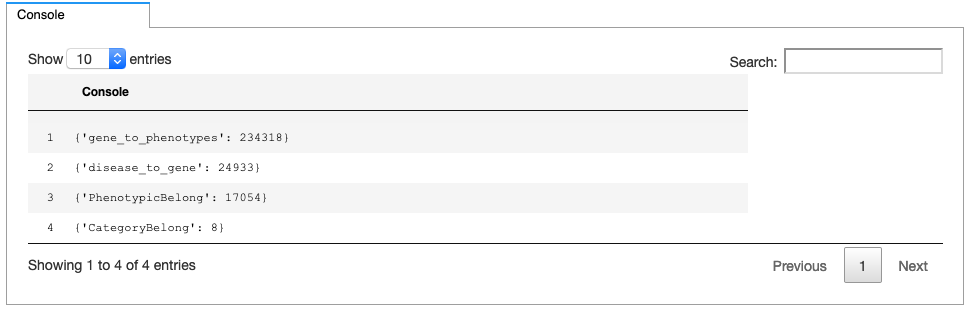 Console
Show 10 entries
Search:
Console
1 {'gene_to_phenotypes': 234318}
2 {'disease_to_gene': 24933}
3 {'PhenotypicBelong': 17054}
4 {'CategoryBelong': 8}
Showing 1 to 4 of 4 entries
Previous 1 Next